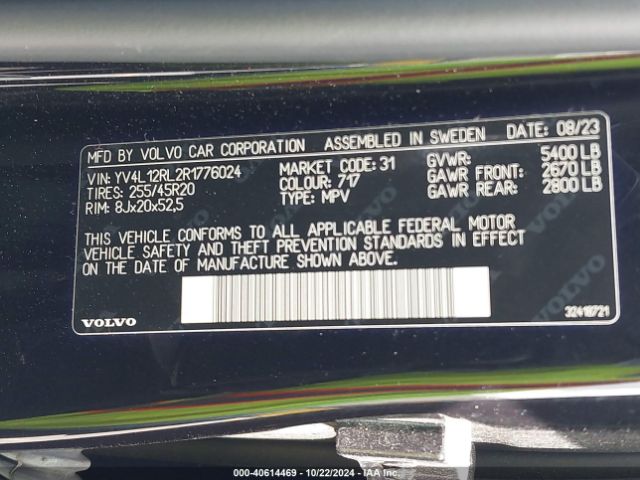 MFD BY VOLVO CAR CORPORATION ASSEMBLED IN SWEDEN DATE: 08/23
VIN: YV4L12RL2R1776024 MARKET CODE: 31 GVWR: 5400 LB
TIRES: 255/45R20 COLOUR: 717 GAWR FRONT: 2670 LB
RIM: 8Jx20x52,5 TYPE: MPV GAWR REAR: 2800 LB
THIS VEHICLE CONFORMS TO ALL APPLICABLE FEDERAL MOTOR
VEHICLE SAFETY AND THEFT PREVENTION STANDARDS IN EFFECT
ON THE DATE OF MANUFACTURE SHOWN ABOVE.
VOLVO
32418721
000-40614469 - 10/22/2024 - IAA Inc.